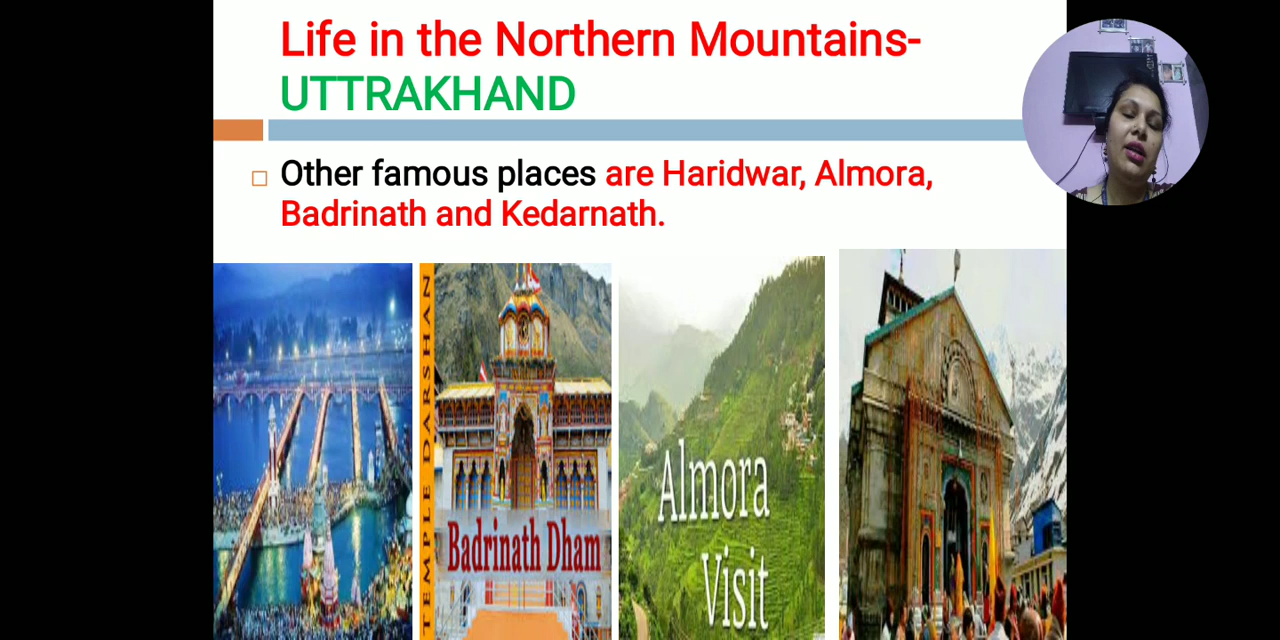 Life in the Northern Mountains-
UTTRAKHAND
Other famous places are Haridwar, Almora,
Badrinath and Kedarnath.
TEMPLE DARSHAN
Badrinath Dham
Almora
Visit